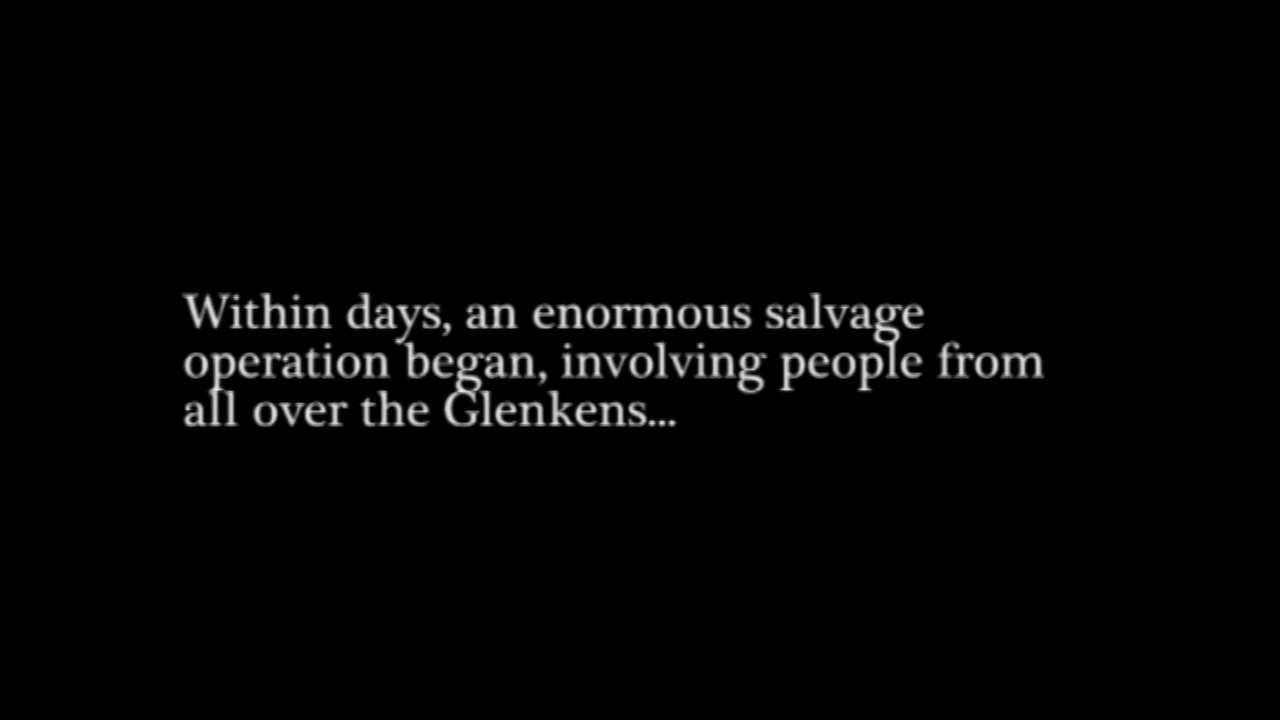 Within days, an enormous salvage
operation began, involving people from
all over the Glenkens...